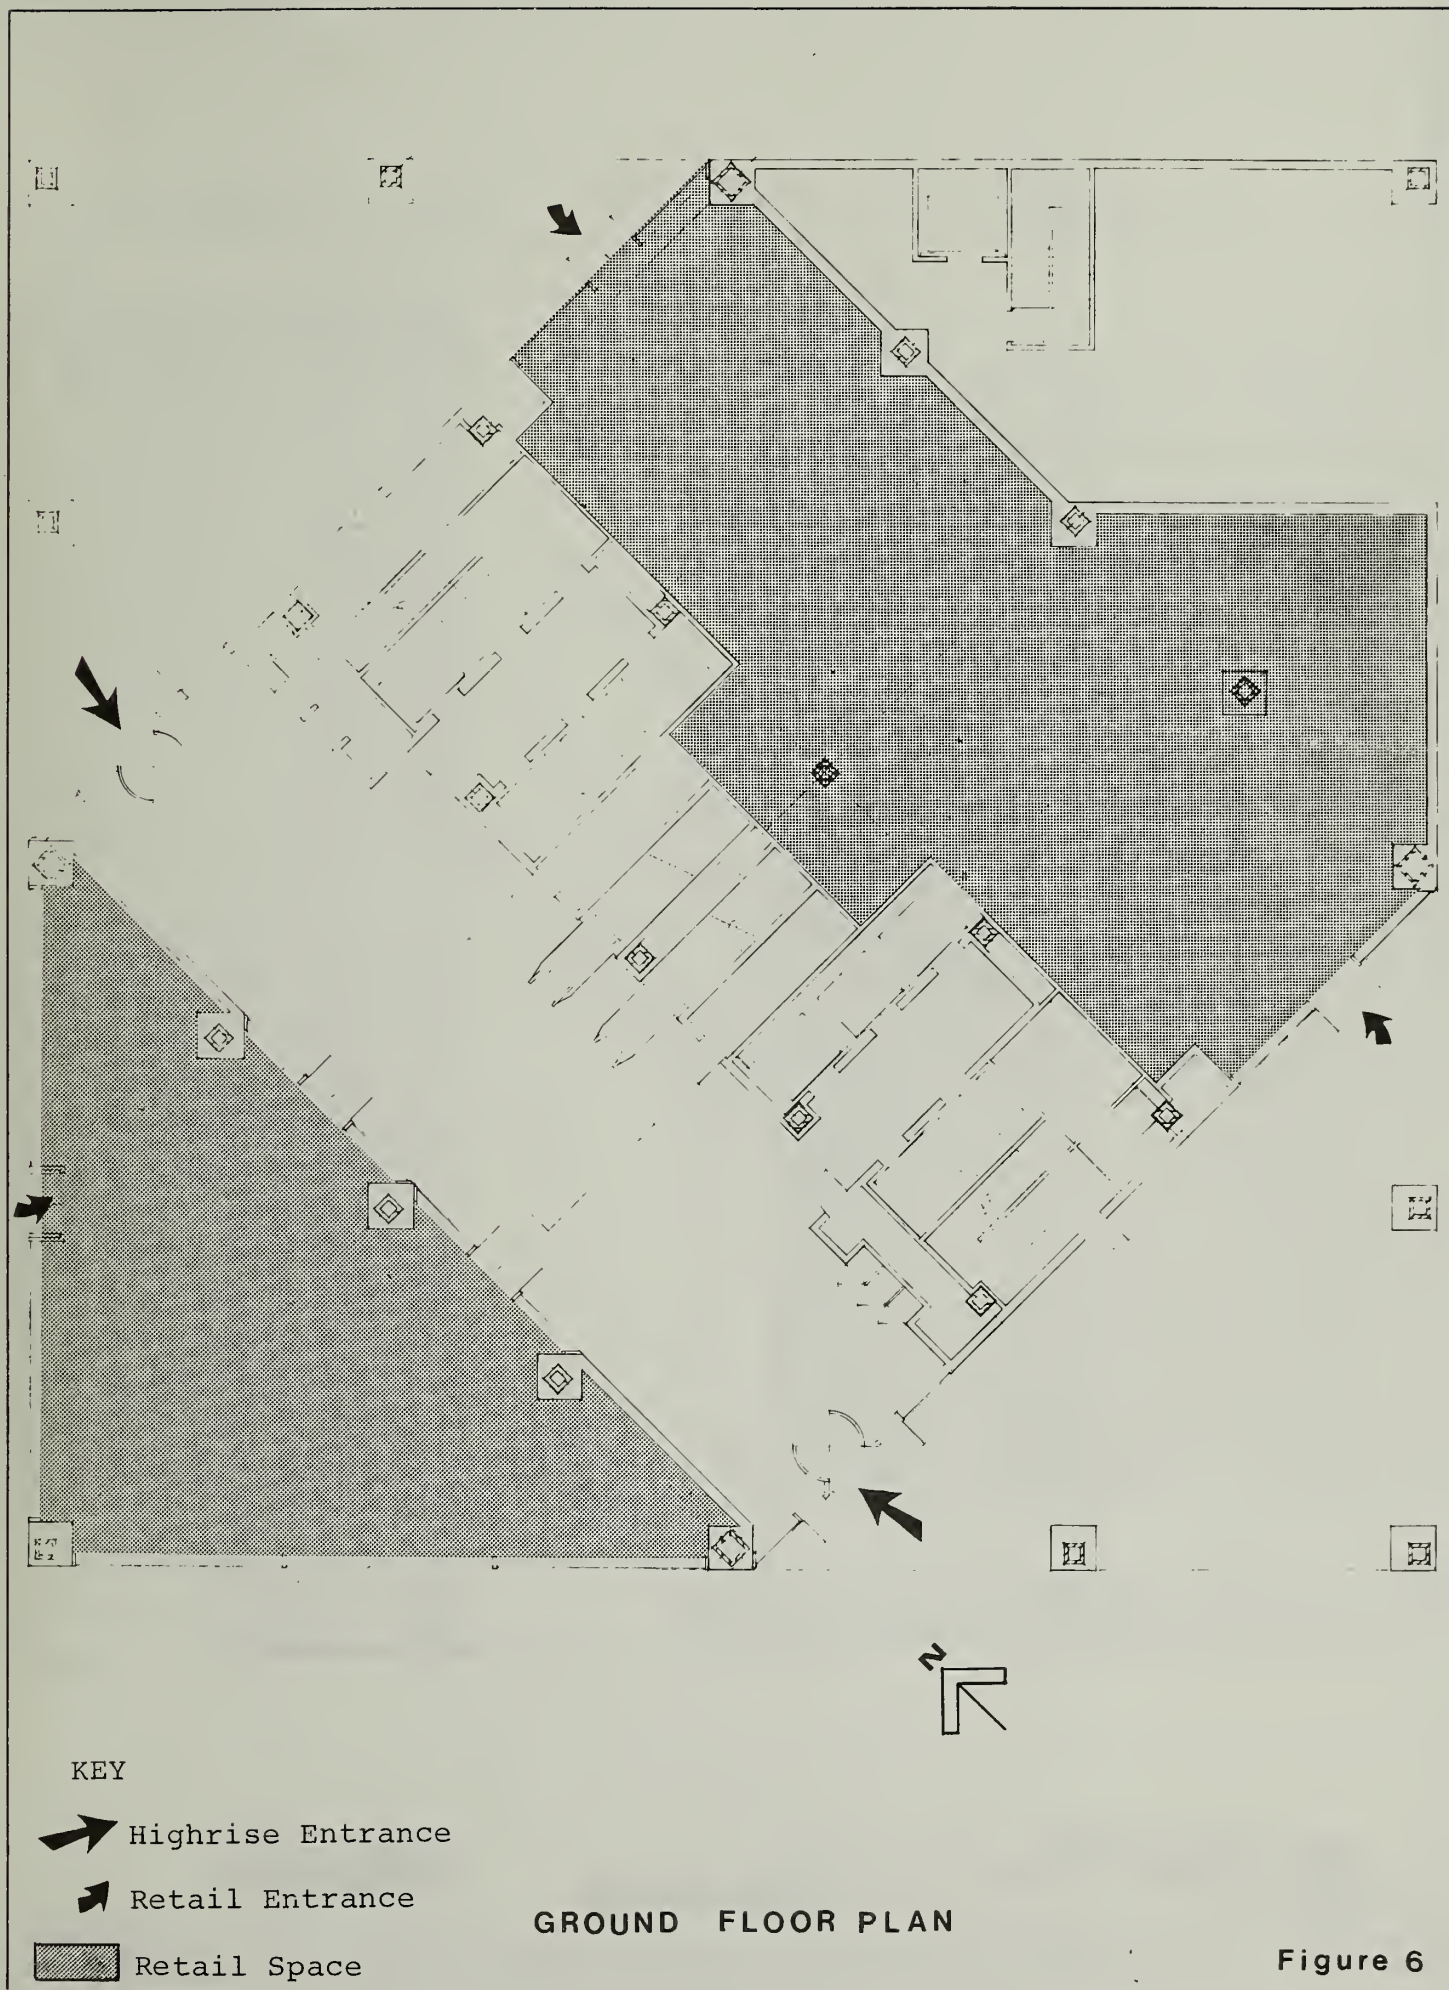 N
KEY
Highrise Entrance
Retail Entrance
Retail Space
GROUND FLOOR PLAN
Figure 6